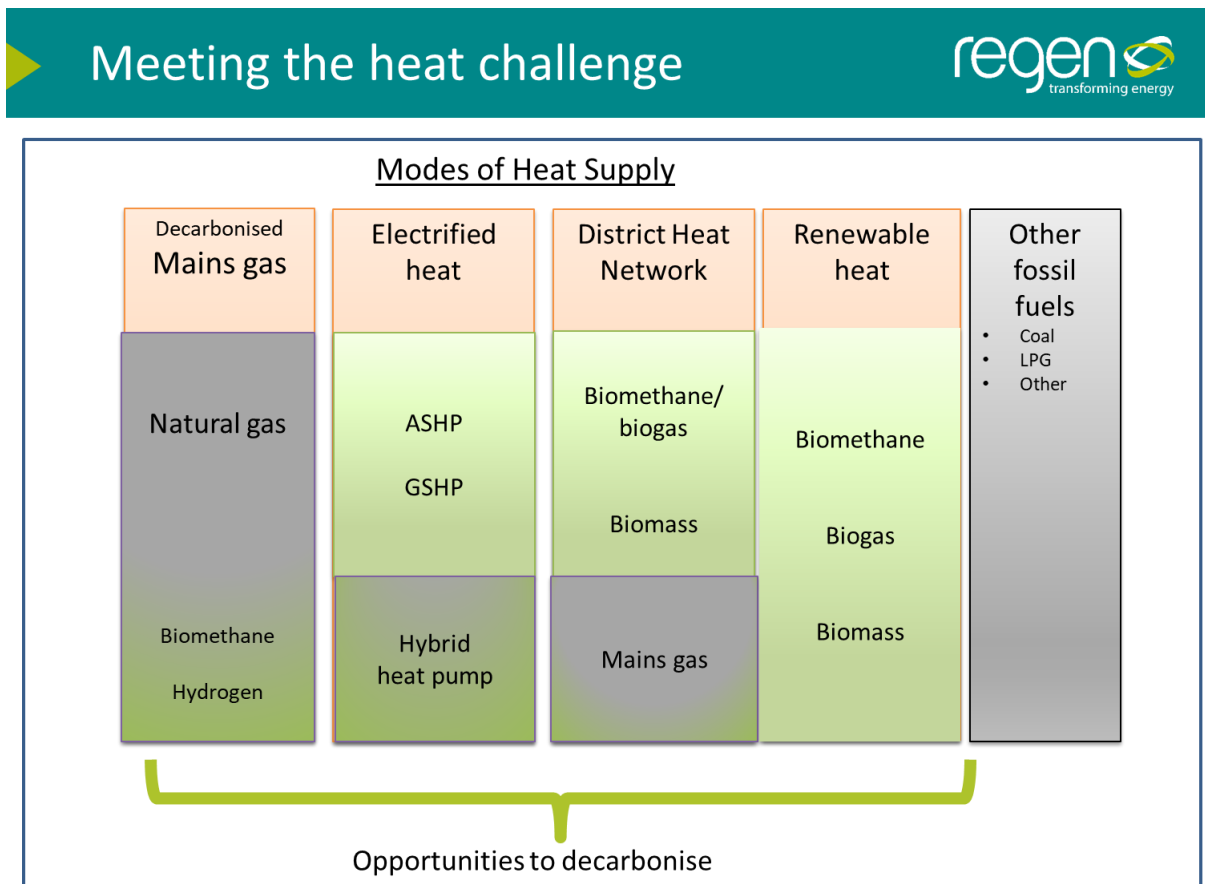 Meeting the heat challenge
regen
transforming energy
Modes of Heat Supply
Decarbonised
Mains gas
Natural gas
Biomethane
Hydrogen
Electrified
heat
ASHP
GSHP
Hybrid
heat pump
District Heat
Network
Biomethane/
biogas
Biomass
Mains gas
Renewable
heat
Biomethane
Biogas
Biomass
Other
fossil
fuels
• Coal
• LPG
• Other
Opportunities to decarbonise